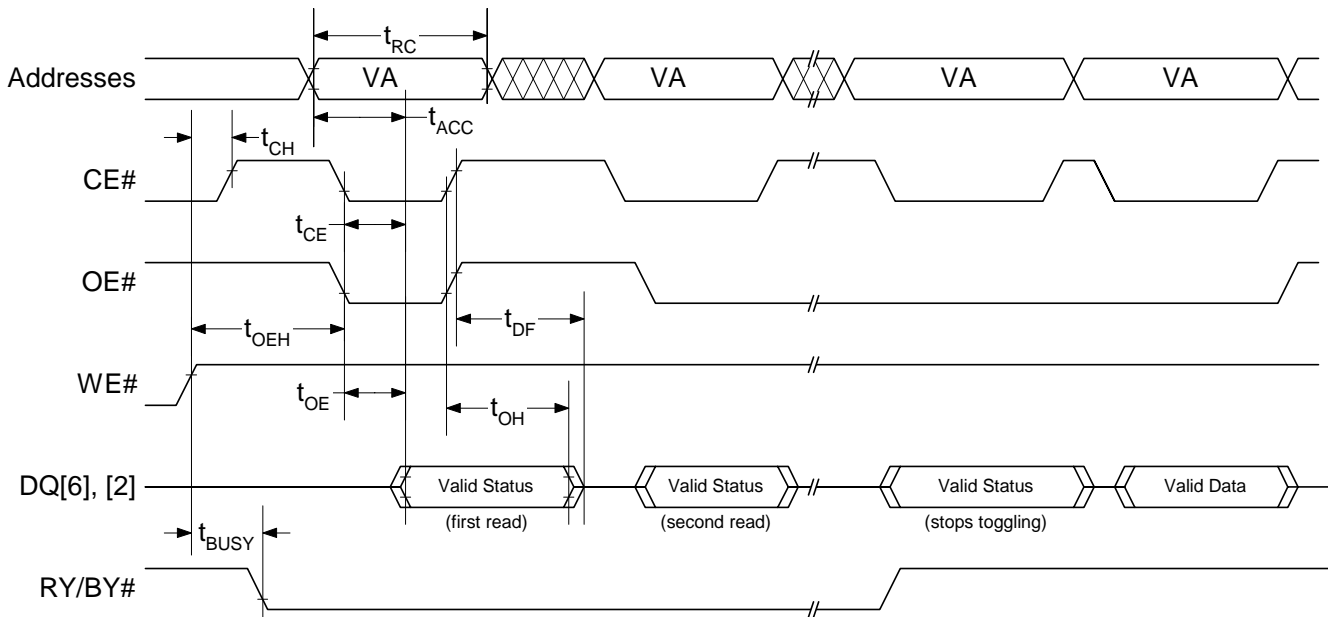 t_RC
Addresses VA VA VA VA
t_ACC
t_CH
CE#
t_CE
OE#
t_OEH t_DF
WE#
t_OE t_OH
DQ[6], [2] Valid Status Valid Status Valid Status Valid Data
(first read) (second read) (stops toggling)
t_BUSY
RY/BY#